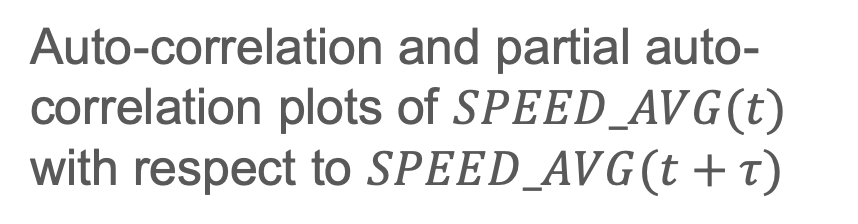 Auto-correlation and partial auto-
correlation plots of SPEED_AVG(t)
with respect to SPEED_AVG(t + τ)